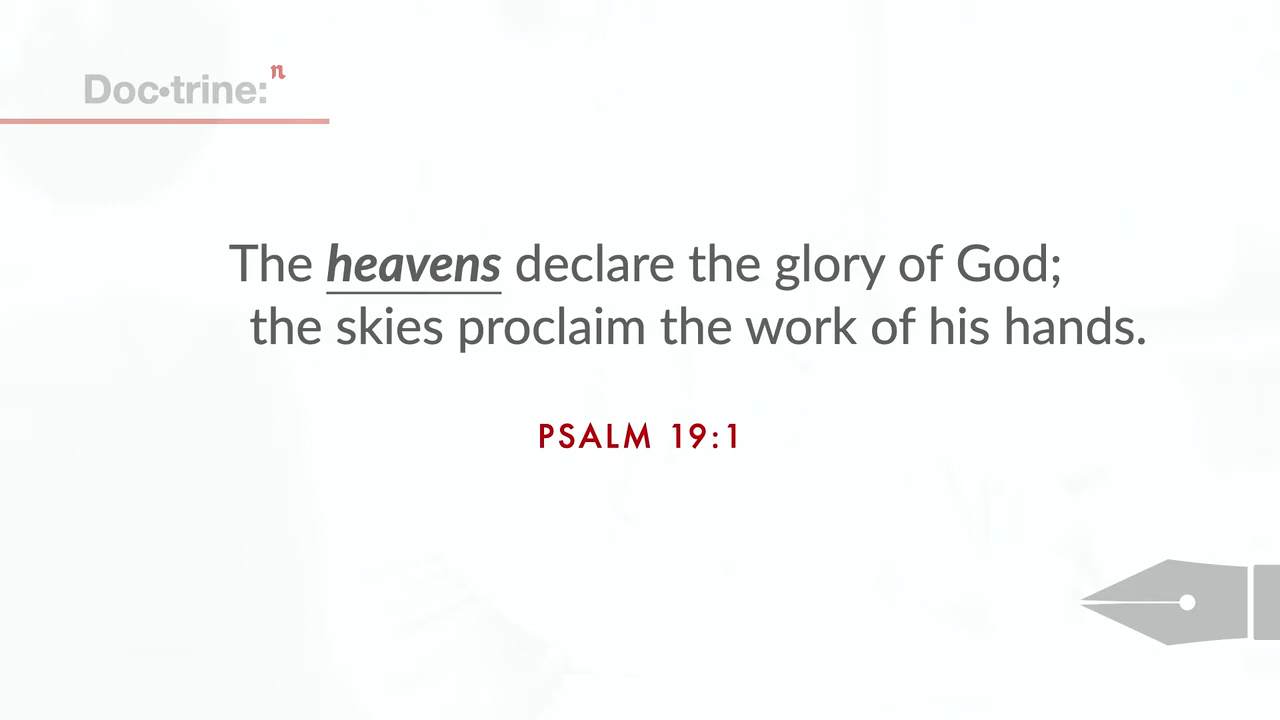 Doc•trine:n
The heavens declare the glory of God;
the skies proclaim the work of his hands.
PSALM 19:1